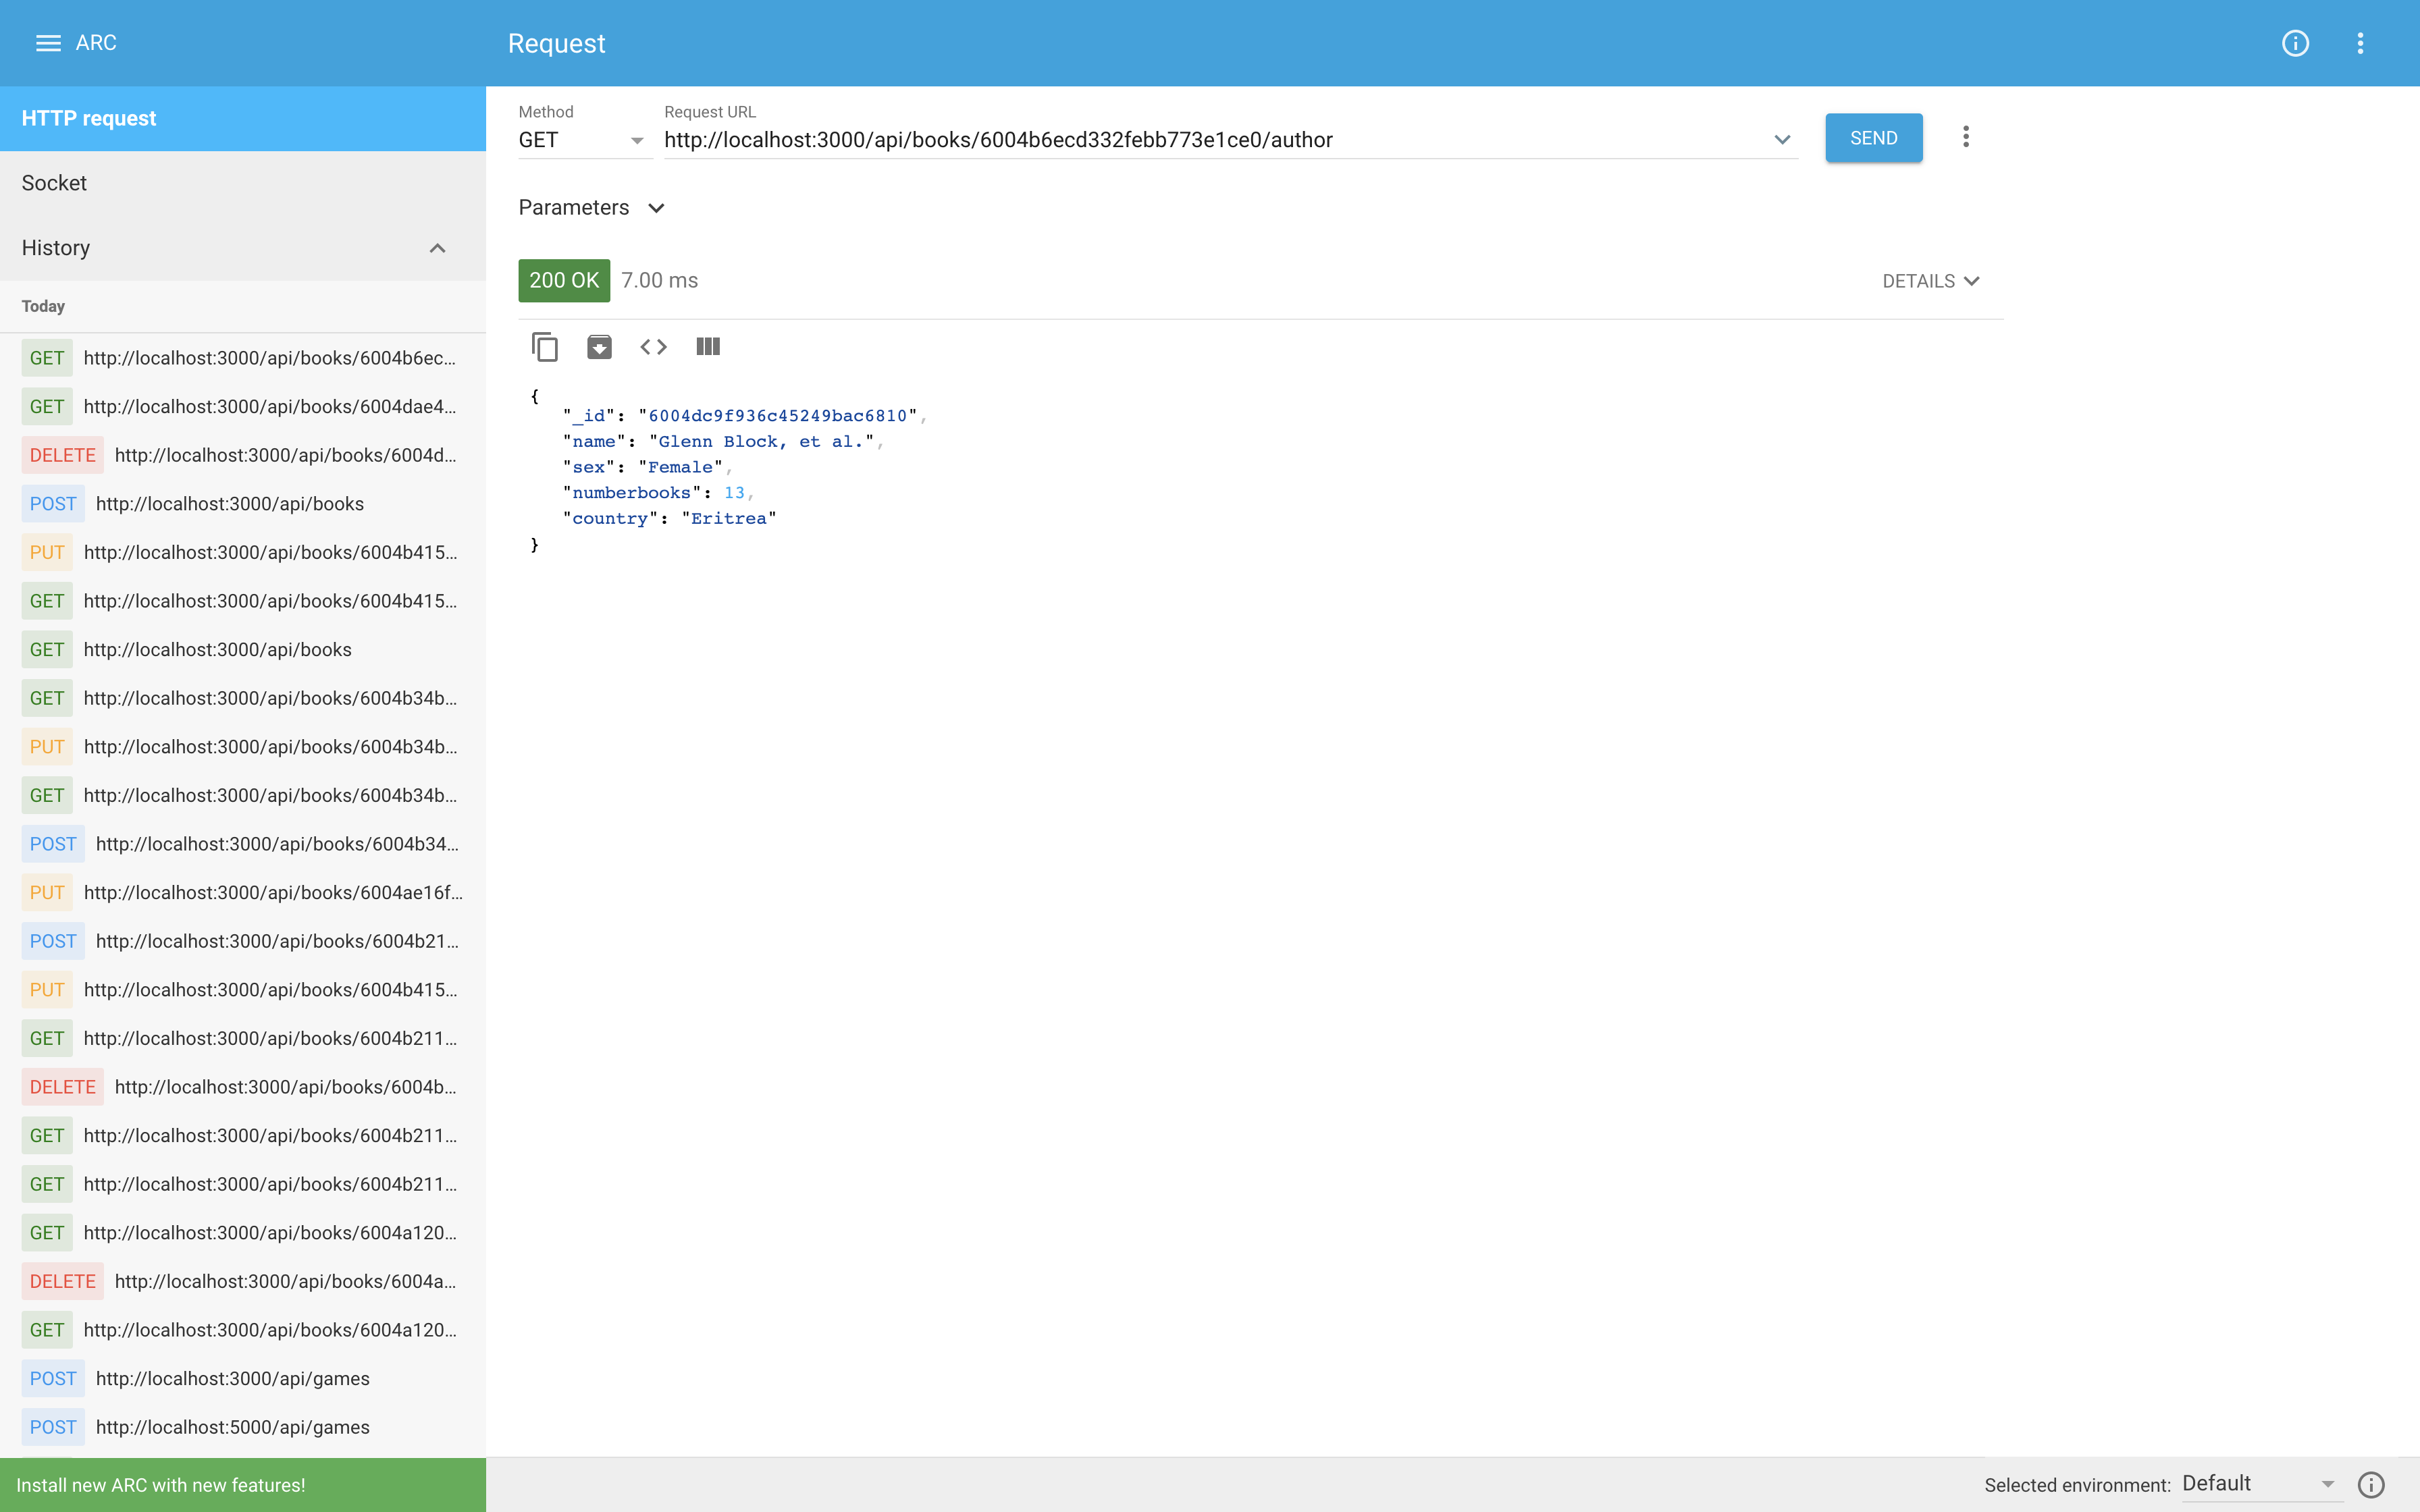 ARC
Request
HTTP request
Socket
History
Today
GET http://localhost:3000/api/books/6004b6ec...
GET http://localhost:3000/api/books/6004dae4...
DELETE http://localhost:3000/api/books/6004d...
POST http://localhost:3000/api/books
PUT http://localhost:3000/api/books/6004b415...
GET http://localhost:3000/api/books/6004b415...
GET http://localhost:3000/api/books
GET http://localhost:3000/api/books/6004b34b...
PUT http://localhost:3000/api/books/6004b34b...
GET http://localhost:3000/api/books/6004b34b...
POST http://localhost:3000/api/books/6004b34...
PUT http://localhost:3000/api/books/6004ae16f...
POST http://localhost:3000/api/books/6004b21...
PUT http://localhost:3000/api/books/6004b415...
GET http://localhost:3000/api/books/6004b211...
DELETE http://localhost:3000/api/books/6004b...
GET http://localhost:3000/api/books/6004b211...
GET http://localhost:3000/api/books/6004b211...
GET http://localhost:3000/api/books/6004a120...
DELETE http://localhost:3000/api/books/6004a...
GET http://localhost:3000/api/books/6004a120...
POST http://localhost:3000/api/games
POST http://localhost:5000/api/games
Install new ARC with new features!
Method
GET
Request URL
http://localhost:3000/api/books/6004b6ecd332febb773e1ce0/author
SEND
Parameters
200 OK 7.00 ms
DETAILS
{
"_id": "6004dc9f936c45249bac6810",
"name": "Glenn Block, et al.",
"sex": "Female",
"numberbooks": 13,
"country": "Eritrea"
}
Selected environment: Default